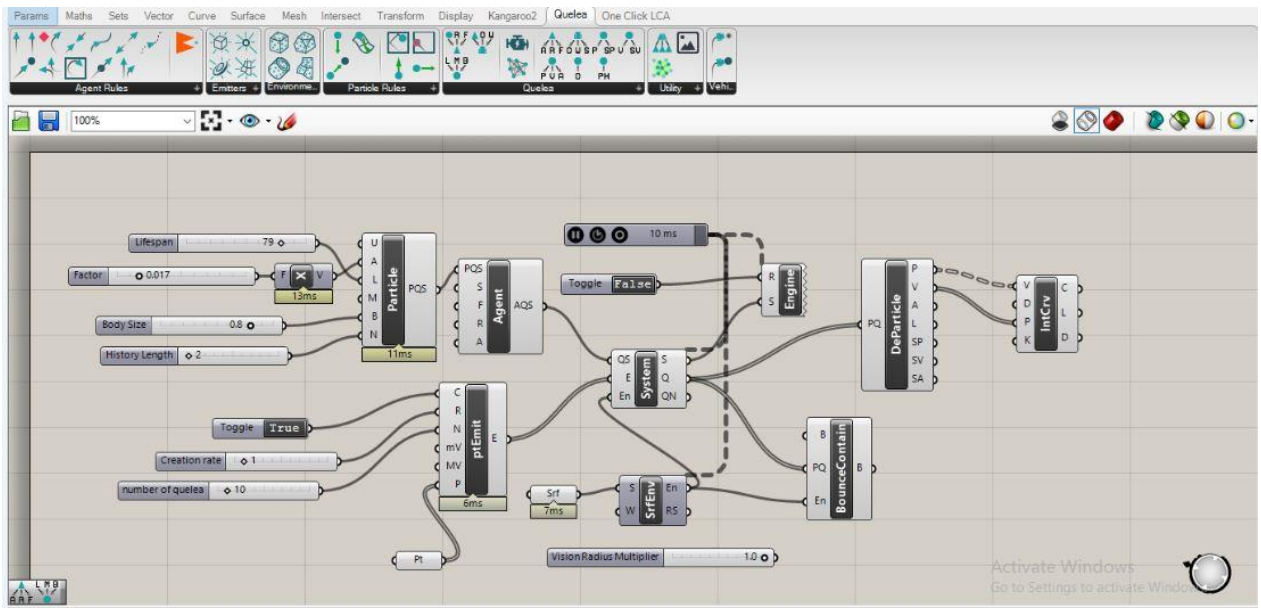 Params Maths Sets Vector Curve Surface Mesh Intersect Transform Display Kangaroo2 Quelea One Click LCA
A R F O U S P S P U S U
L M B
P V A D P H
Agent Rules Emitters Environme... Particle Rules Quelea Utility Vehi...
100%
Lifespan 79
Factor 0.017
F X V
13ms
Body Size 0.8
History Length 2
U
A
L
M
B
N
Particle
PQS
11ms
PQS
S
F
R
A
Agent
AQS
10 ms
Toggle False
R
S
Engine
Toggle True
Creation rate 1
number of quelea 10
C
R
N
mV
MV
P
ptEmit
E
6ms
Pt
QS
E
En
System
S
Q
QN
Srf
7ms
S
W
SrfEnv
En
RS
Vision Radius Multiplier 1.0
PQ
DeParticle
P
V
A
L
SP
SV
SA
V
D
P
K
IntCrv
C
L
D
B
PQ
En
BounceContain
B
Activate Windows
Go to Settings to activate Window
L M B
A R F